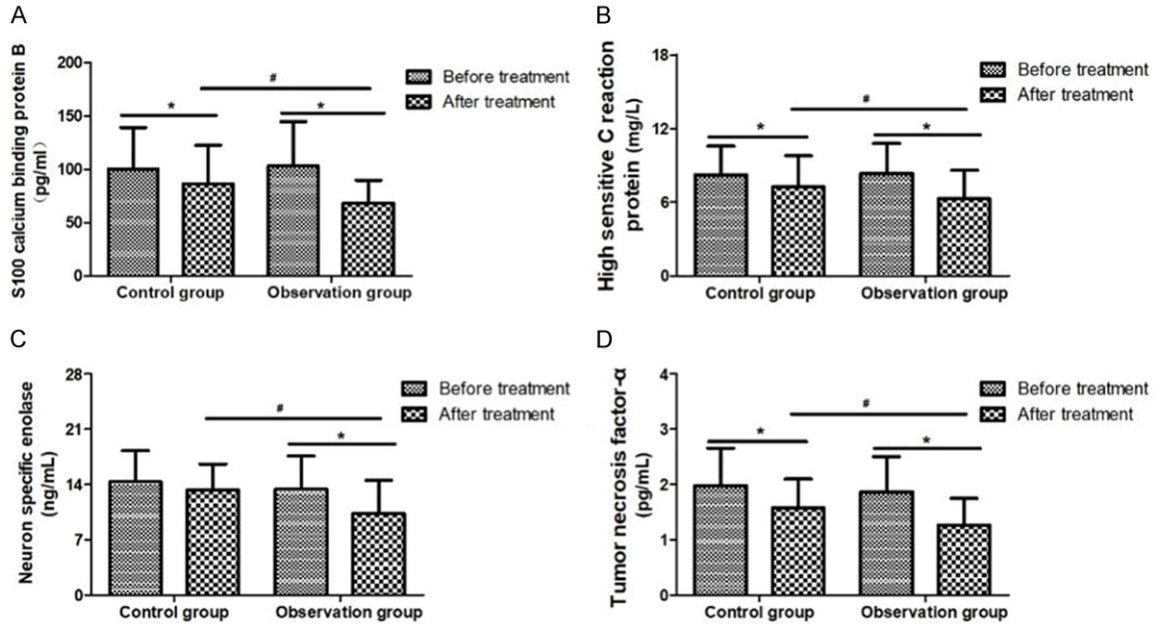 A
S100 calcium binding protein B
(pg/ml)
200
150
100
50
0
*
#
*
Before treatment
After treatment
Control group
Observation group
B
High sensitive C reaction
protein (mg/L)
18
12
6
0
*
#
*
Before treatment
After treatment
Control group
Observation group
C
Neuron specific enolase
(ng/mL)
28
21
14
7
0
#
*
Before treatment
After treatment
Control group
Observation group
D
Tumor necrosis factor-α
(pg/mL)
4
3
2
1
0
*
#
*
Before treatment
After treatment
Control group
Observation group